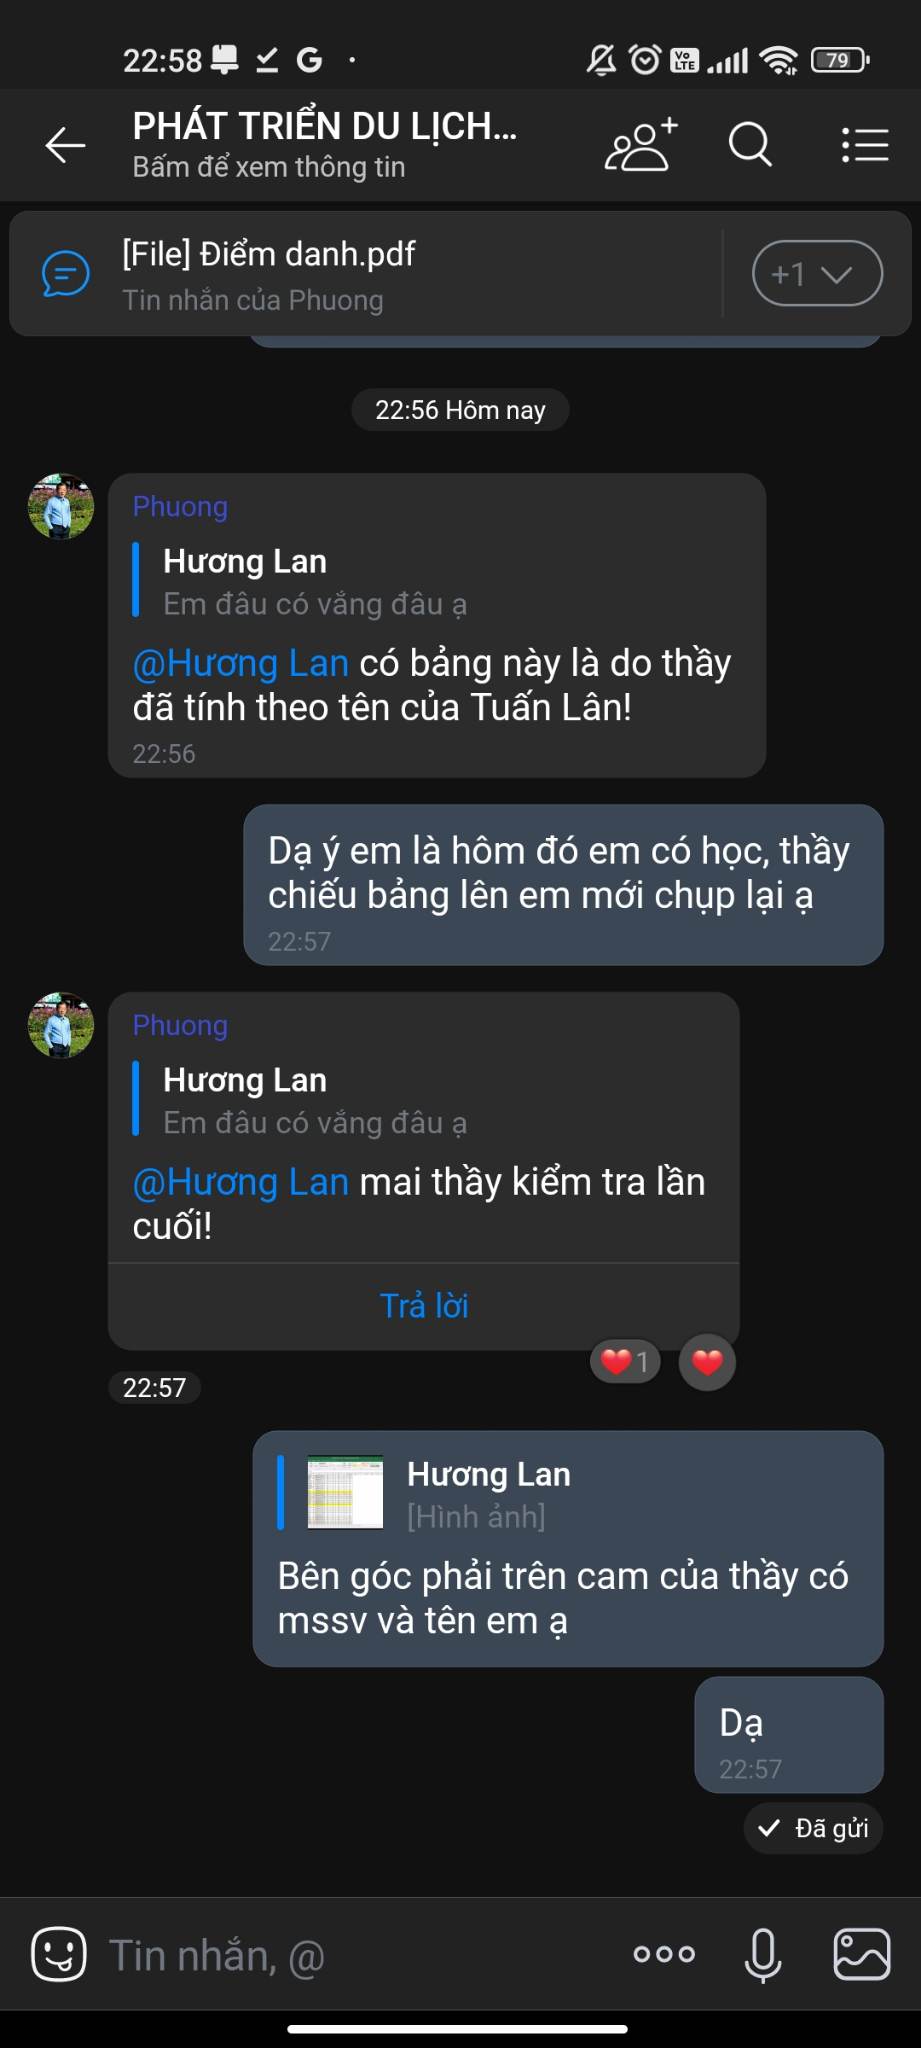 22:58
Vo
LTE
79
PHÁT TRIỂN DU LỊCH...
Bấm để xem thông tin
[File] Điểm danh.pdf
Tin nhắn của Phuong
+1
22:56 Hôm nay
Phuong
Hương Lan
Em đâu có vắng đâu ạ
@Hương Lan có bảng này là do thầy
đã tính theo tên của Tuấn Lân!
22:56
Dạ ý em là hôm đó em có học, thầy
chiếu bảng lên em mới chụp lại ạ
22:57
Phuong
Hương Lan
Em đâu có vắng đâu ạ
@Hương Lan mai thầy kiểm tra lần
cuối!
Trả lời
1
22:57
Hương Lan
[Hình ảnh]
Bên góc phải trên cam của thầy có
mssv và tên em ạ
Dạ
22:57
Đã gửi
Tin nhắn, @